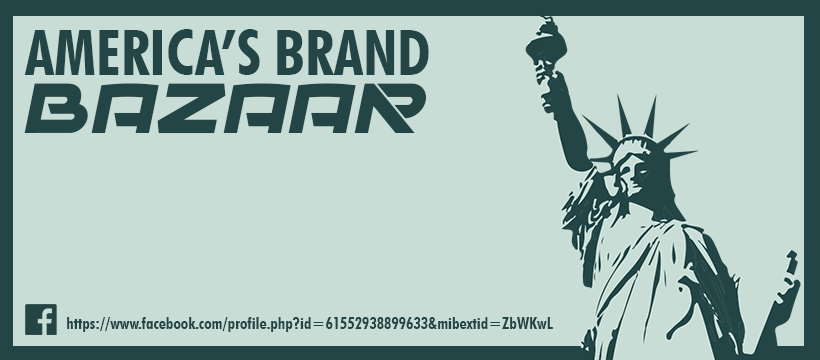 AMERICA'S BRAND
BAZAAR
https://www.facebook.com/profile.php?id=61552938899633&mibextid=ZbWKwL